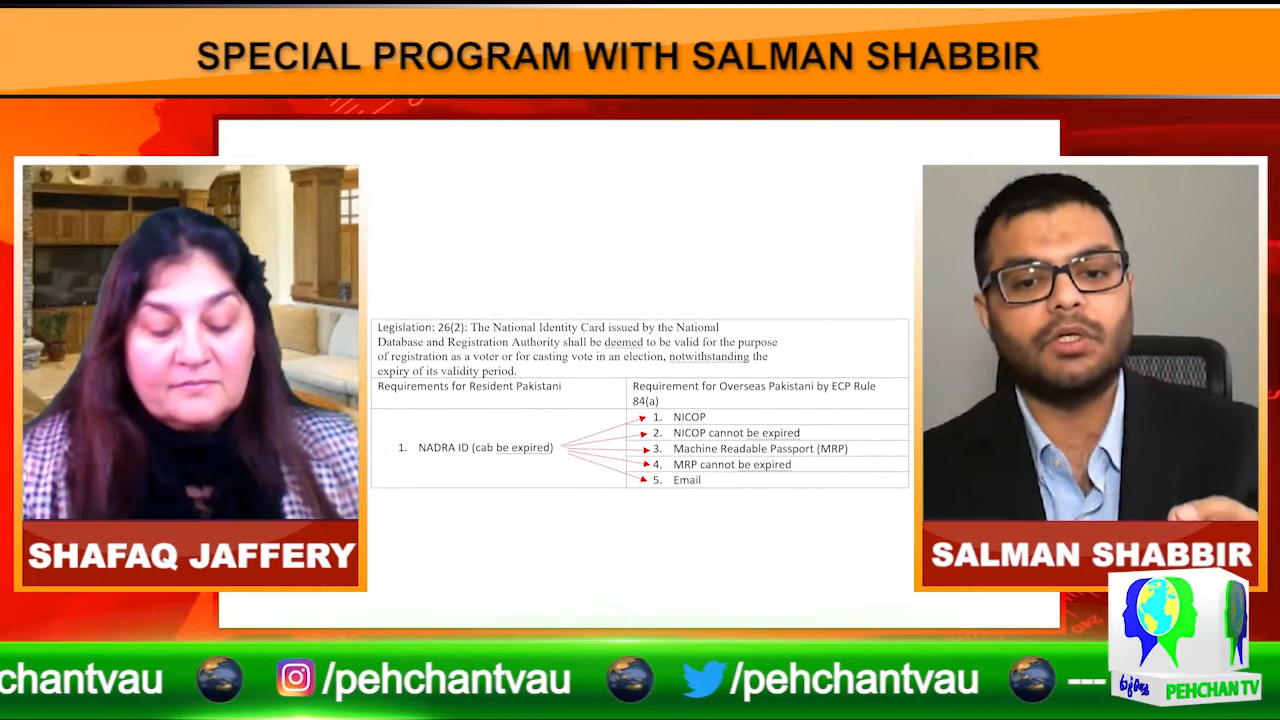 SPECIAL PROGRAM WITH SALMAN SHABBIR
Legislation: 26(2): The National Identity Card issued by the National
Database and Registration Authority shall be deemed to be valid for the purpose
of registration as a voter or for casting vote in an election, notwithstanding the
expiry of its validity period.
Requirements for Resident Pakistani
Requirement for Overseas Pakistani by ECP Rule
84(a)
1. NADRA ID (cab be expired)
1. NICOP
2. NICOP cannot be expired
3. Machine Readable Passport (MRP)
4. MRP cannot be expired
5. Email
SHAFAQ JAFFERY
SALMAN SHABBIR
chantvau
/pehchantvau
/pehchantvau
---
PEHCHAN TV